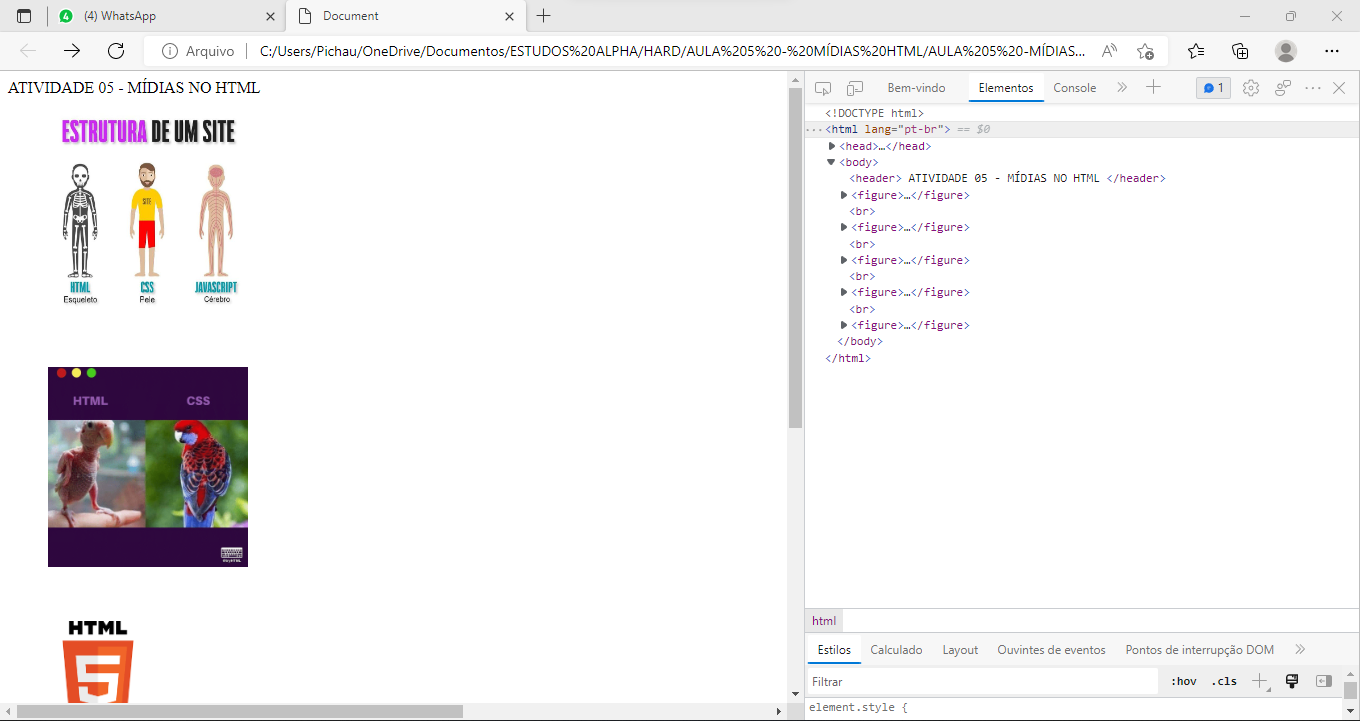 (4) WhatsApp
Document
Arquivo
C:/Users/Pichau/OneDrive/Documentos/ESTUDOS%20ALPHA/HARD/AULA%205%20-%20MÍDIAS%20HTML/AULA%205%20-MÍDIAS...
ATIVIDADE 05 - MÍDIAS NO HTML
ESTRUTURA DE UM SITE
SITE
HTML CSS JAVASCRIPT
Esqueleto Pele Cérebro
HTML CSS
HTML
5
Bem-vindo Elementos Console 1
<!DOCTYPE html>
···<html lang="pt-br"> == $0
<head>…</head>
<body>
<header> ATIVIDADE 05 - MÍDIAS NO HTML </header>
<figure>…</figure>
<br>
<figure>…</figure>
<br>
<figure>…</figure>
<br>
<figure>…</figure>
<br>
<figure>…</figure>
</body>
</html>
html
Estilos Calculado Layout Ouvintes de eventos Pontos de interrupção DOM
Filtrar :hov .cls
element.style {